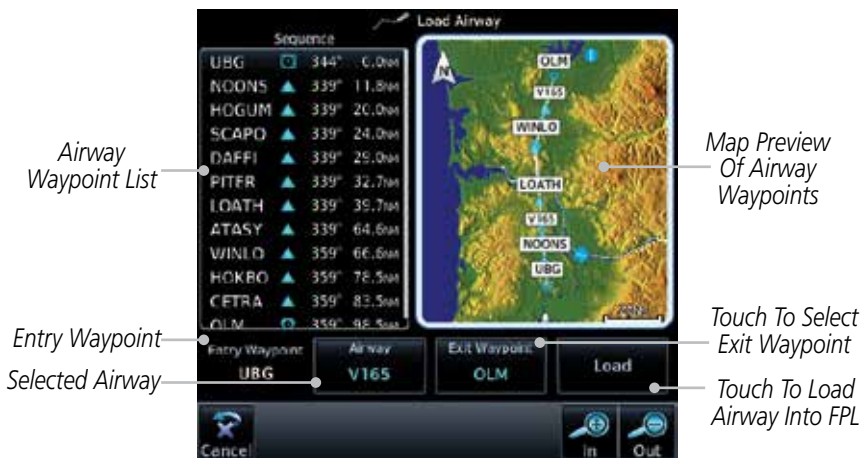 Load Airway
Sequence
UBG 344° 6.0NM
NOONS 339° 11.8NM
HOGUM 339° 20.0NM
SCAPO 339° 24.0NM
DAFFI 339° 29.0NM
PITER 339° 32.7NM
LOATH 339° 39.7NM
ATASY 339° 64.6NM
WINLO 359° 66.6NM
HOKBO 359° 78.5NM
CETRA 359° 83.5NM
OLM 359° 98.5NM
N
OLM
V165
WINLO
LOATH
V165
NOONS
UBG
Airway
Waypoint List
Map Preview
Of Airway
Waypoints
Entry Waypoint
Selected Airway
Touch To Select
Exit Waypoint
Touch To Load
Airway Into FPL
Entry Waypoint
UBG
Airway
V165
Exit Waypoint
OLM
Load
Cancel
In
Out